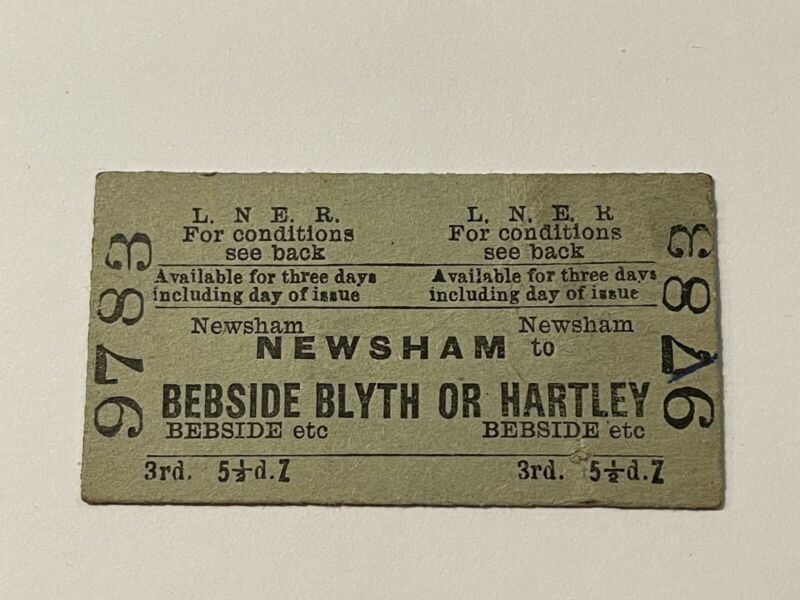 L. N E. R. L. N. E. R
For conditions For conditions
see back see back
Available for three days Available for three days
including day of issue including day of issue
Newsham Newsham
NEWSHAM to
BEBSIDE BLYTH OR HARTLEY
BEBSIDE etc BEBSIDE etc
3rd. 5½d.Z 3rd. 5½d.Z
9783
9783